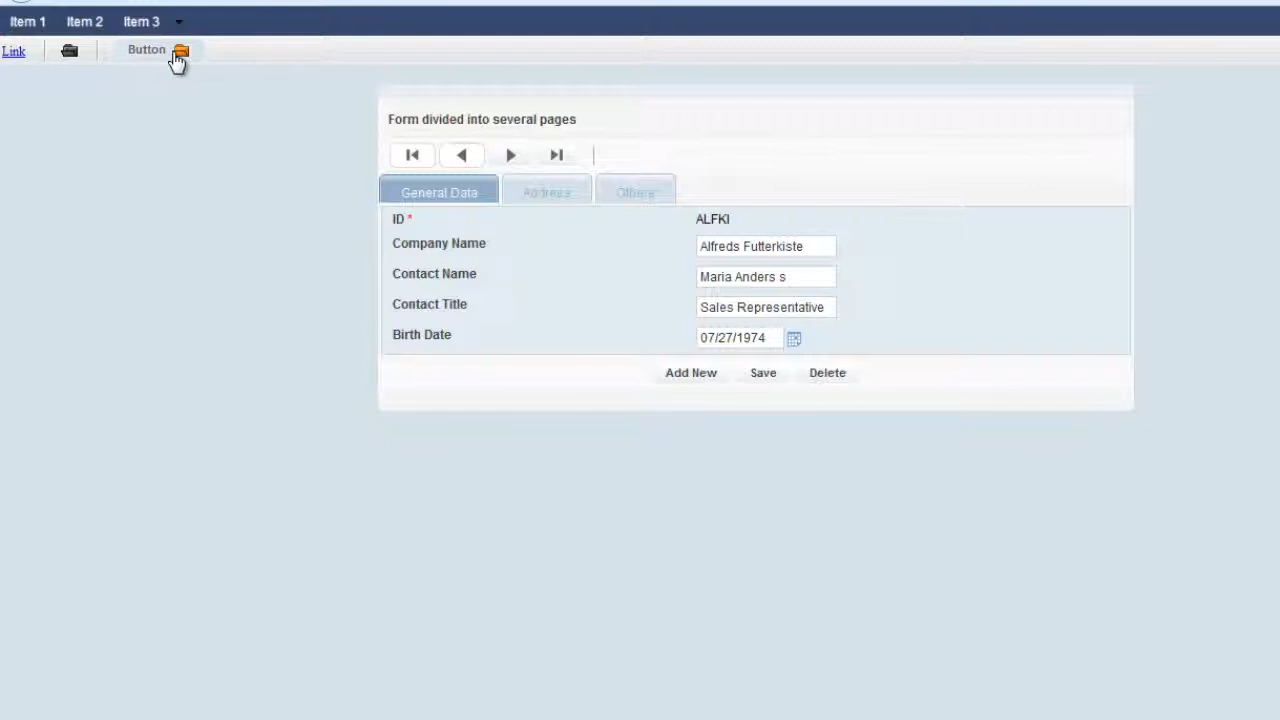 Item 1 Item 2 Item 3
Link Button
Form divided into several pages
General Data Address Others
ID * ALFKI
Company Name Alfreds Futterkiste
Contact Name Maria Anders s
Contact Title Sales Representative
Birth Date 07/27/1974
Add New Save Delete